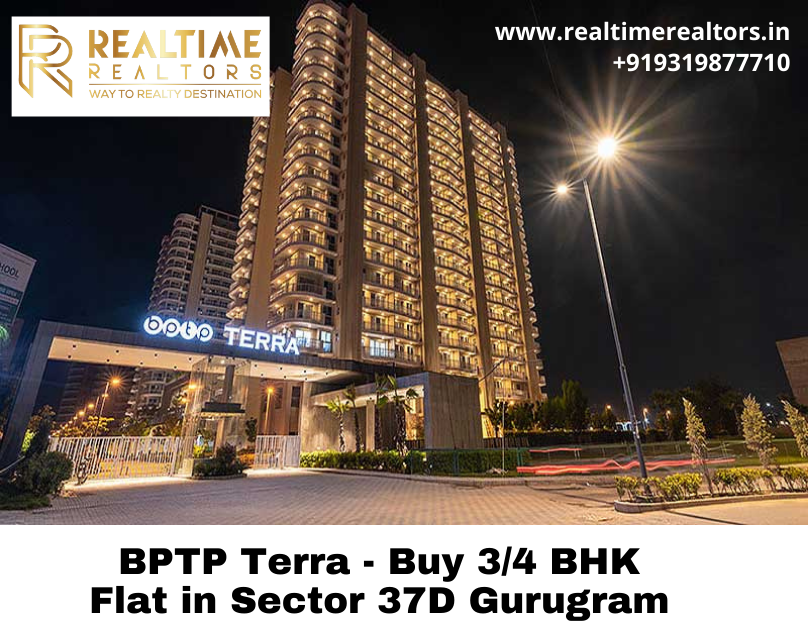 REALTIME
REALTORS
WAY TO REALTY DESTINATION
www.realtimerealtors.in
+919319877710
bptp TERRA
BPTP Terra - Buy 3/4 BHK
Flat in Sector 37D Gurugram